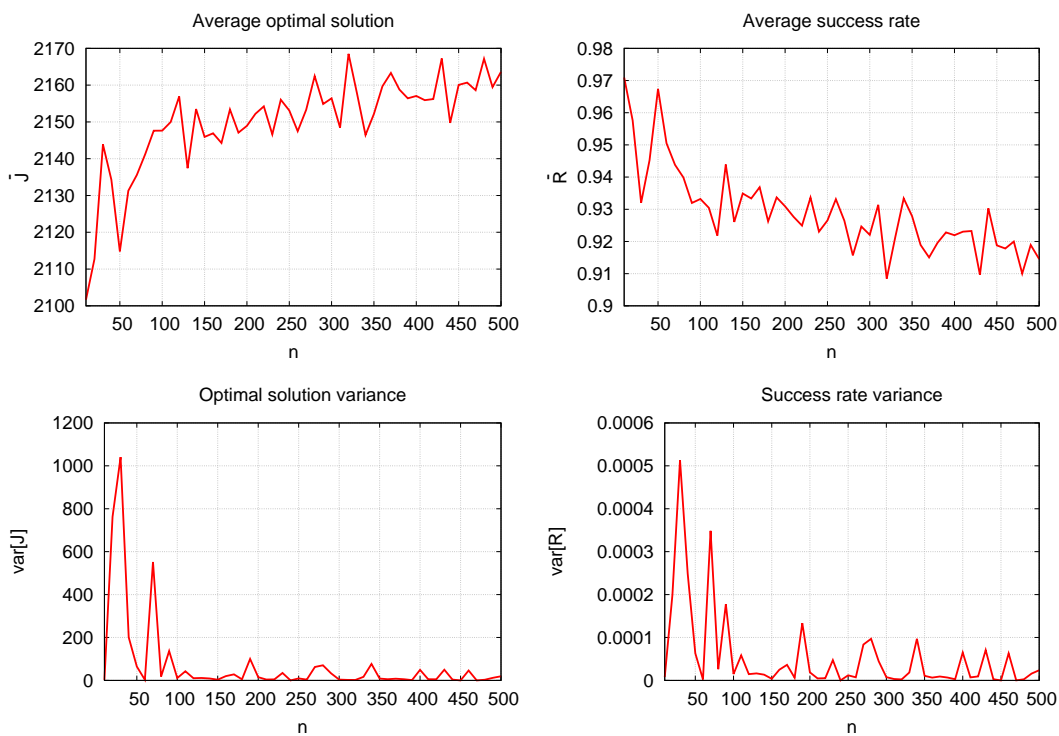 Average optimal solution
2170
2160
2150
2140
2130
2120
2110
2100
J̄
50 100 150 200 250 300 350 400 450 500
n
Average success rate
0.98
0.97
0.96
0.95
0.94
0.93
0.92
0.91
0.9
R̄
50 100 150 200 250 300 350 400 450 500
n
Optimal solution variance
1200
1000
800
600
400
200
0
var[J]
50 100 150 200 250 300 350 400 450 500
n
Success rate variance
0.0006
0.0005
0.0004
0.0003
0.0002
0.0001
0
var[R]
50 100 150 200 250 300 350 400 450 500
n